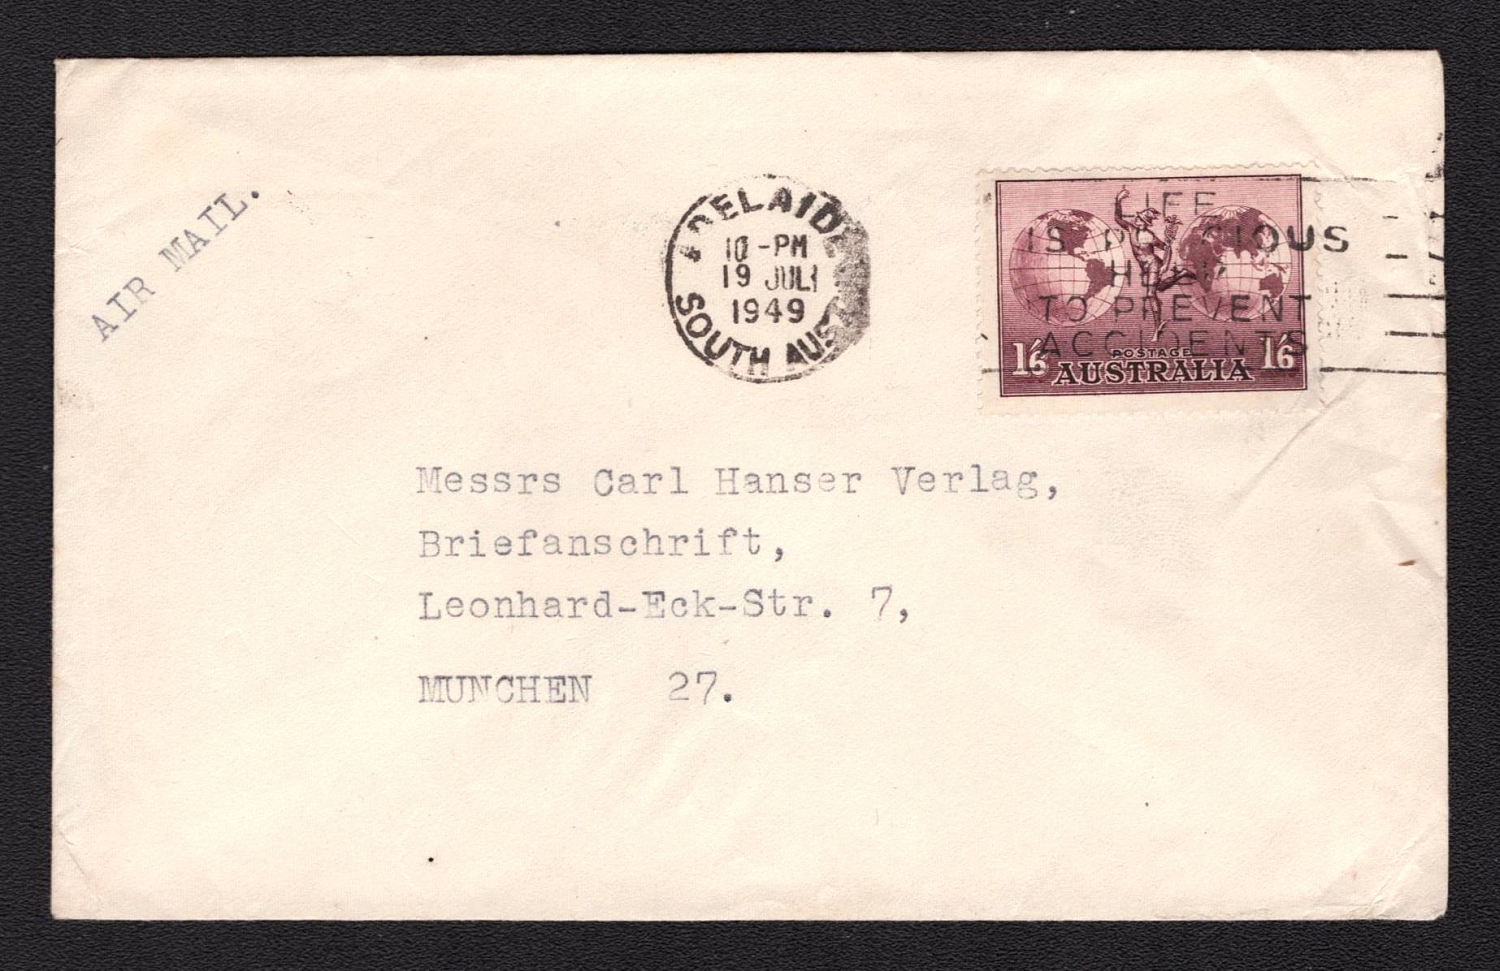 AIR MAIL.
ADELAIDE
10-PM
19 JUL
1949
SOUTH AUST
LIFE
IS PRECIOUS
HELP
TO PREVENT
ACCIDENTS
1/6 POSTAGE 1/6
AUSTRALIA
Messrs Carl Hanser Verlag,
Briefanschrift,
Leonhard-Eck-Str. 7,
MUNCHEN 27.